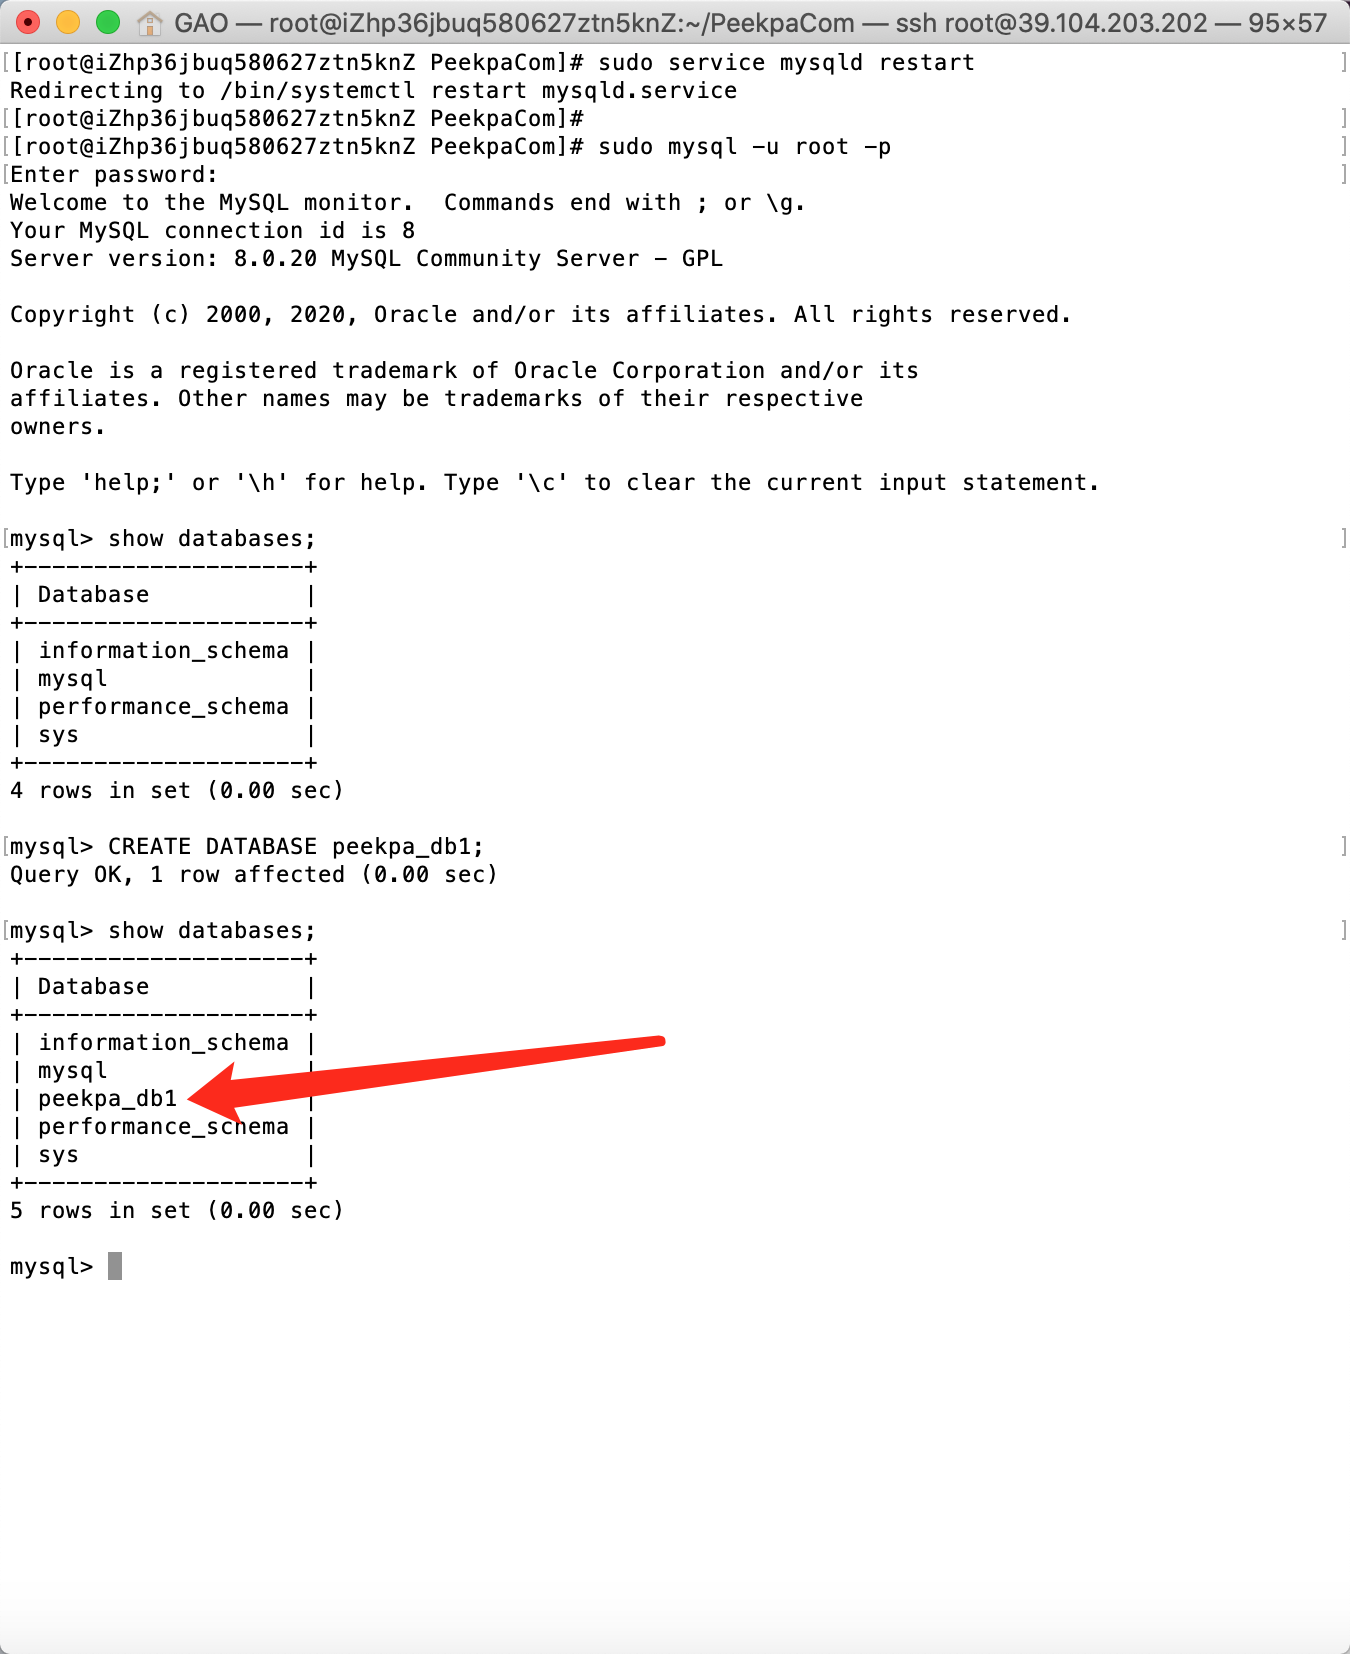 GAO — root@iZhp36jbuq580627ztn5knZ:~/PeekpaCom — ssh root@39.104.203.202 — 95×57
[[root@iZhp36jbuq580627ztn5knZ PeekpaCom]# sudo service mysqld restart ]
Redirecting to /bin/systemctl restart mysqld.service
[[root@iZhp36jbuq580627ztn5knZ PeekpaCom]# ]
[[root@iZhp36jbuq580627ztn5knZ PeekpaCom]# sudo mysql -u root -p ]
[Enter password: ]
Welcome to the MySQL monitor.  Commands end with ; or \g.
Your MySQL connection id is 8
Server version: 8.0.20 MySQL Community Server - GPL

Copyright (c) 2000, 2020, Oracle and/or its affiliates. All rights reserved.

Oracle is a registered trademark of Oracle Corporation and/or its
affiliates. Other names may be trademarks of their respective
owners.

Type 'help;' or '\h' for help. Type '\c' to clear the current input statement.

[mysql> show databases; ]
+--------------------+
| Database           |
+--------------------+
| information_schema |
| mysql              |
| performance_schema |
| sys                |
+--------------------+
4 rows in set (0.00 sec)

[mysql> CREATE DATABASE peekpa_db1; ]
Query OK, 1 row affected (0.00 sec)

[mysql> show databases; ]
+--------------------+
| Database           |
+--------------------+
| information_schema |
| mysql              |
| peekpa_db1         |
| performance_schema |
| sys                |
+--------------------+
5 rows in set (0.00 sec)

mysql>